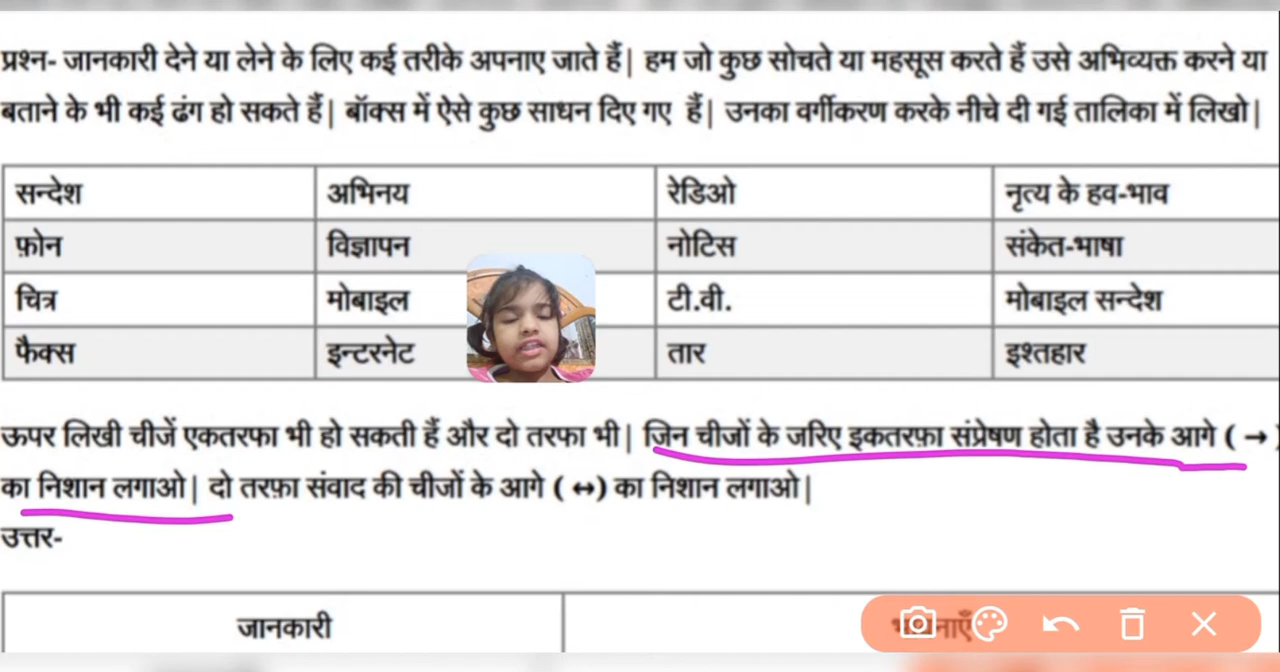 प्रश्न- जानकारी देने या लेने के लिए कई तरीके अपनाए जाते हैं| हम जो कुछ सोचते या महसूस करते हैं उसे अभिव्यक्त करने या
बताने के भी कई ढंग हो सकते हैं| बॉक्स में ऐसे कुछ साधन दिए गए हैं| उनका वर्गीकरण करके नीचे दी गई तालिका में लिखो|
सन्देश अभिनय रेडिओ नृत्य के हव-भाव
फ़ोन विज्ञापन नोटिस संकेत-भाषा
चित्र मोबाइल टी.वी. मोबाइल सन्देश
फैक्स इन्टरनेट तार इश्तहार
ऊपर लिखी चीजें एकतरफा भी हो सकती हैं और दो तरफा भी| जिन चीजों के जरिए इकतरफ़ा संप्रेषण होता है उनके आगे ( → )
का निशान लगाओ| दो तरफ़ा संवाद की चीजों के आगे ( ↔) का निशान लगाओ|
उत्तर-
जानकारी